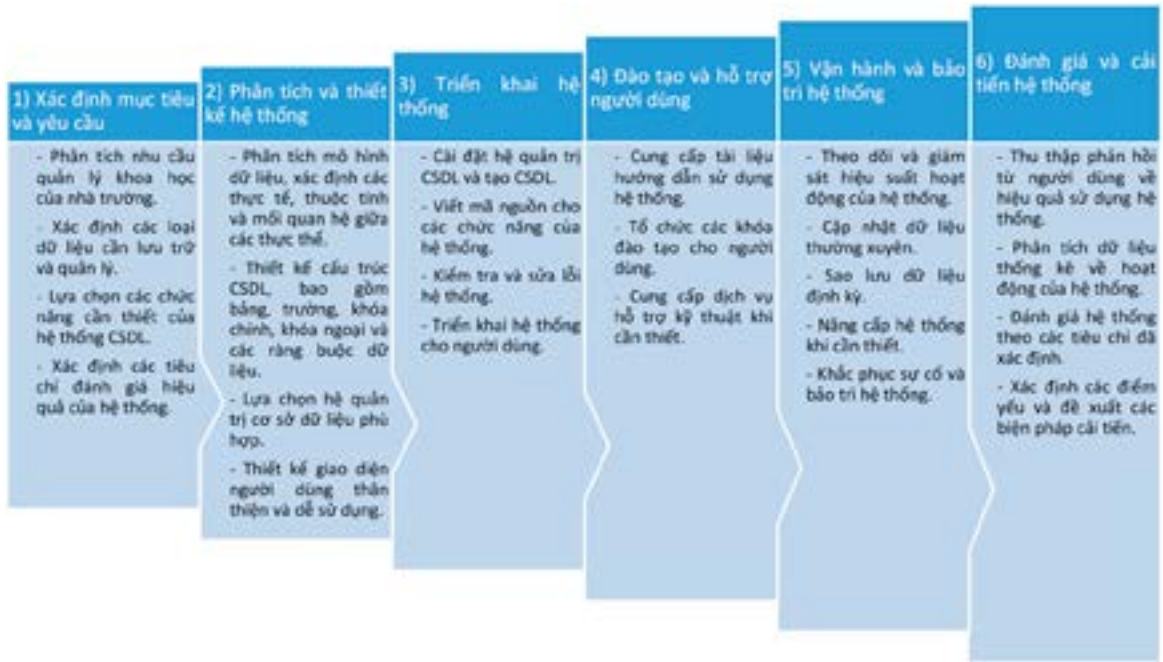 1) Xác định mục tiêu
và yêu cầu
- Phân tích nhu cầu
quản lý khoa học
của nhà trường.
- Xác định các loại
dữ liệu cần lưu trữ
và quản lý.
- Lựa chọn các chức
năng cần thiết của
hệ thống CSDL.
- Xác định các tiêu
chí đánh giá hiệu
quả của hệ thống.
2) Phân tích và thiết
kế hệ thống
- Phân tích mô hình
dữ liệu, xác định các
thực tế, thuộc tính
và mối quan hệ giữa
các thực thể.
- Thiết kế cấu trúc
CSDL, bao gồm
bảng, trường, khóa
chính, khóa ngoại và
các ràng buộc dữ
liệu.
- Lựa chọn hệ quản
trị cơ sở dữ liệu phù
hợp.
- Thiết kế giao diện
người dùng thân
thiện và dễ sử dụng.
3) Triển khai hệ
thống
- Cài đặt hệ quản trị
CSDL và tạo CSDL.
- Viết mã nguồn cho
các chức năng của
hệ thống.
- Kiểm tra và sửa lỗi
hệ thống.
- Triển khai hệ thống
cho người dùng.
4) Đào tạo và hỗ trợ
người dùng
- Cung cấp tài liệu
hướng dẫn sử dụng
hệ thống.
- Tổ chức các khóa
đào tạo cho người
dùng.
- Cung cấp dịch vụ
hỗ trợ kỹ thuật khi
cần thiết.
5) Vận hành và bảo
trì hệ thống
- Theo dõi và giám
sát hiệu suất hoạt
động của hệ thống.
- Cập nhật dữ liệu
thường xuyên.
- Sao lưu dữ liệu
định kỳ.
- Nâng cấp hệ thống
khi cần thiết.
- Khắc phục sự cố và
bảo trì hệ thống.
6) Đánh giá và cải
tiến hệ thống
- Thu thập phản hồi
từ người dùng về
hiệu quả sử dụng hệ
thống.
- Phân tích dữ liệu
thống kê về hoạt
động của hệ thống.
- Đánh giá hệ thống
theo các tiêu chí đã
xác định.
- Xác định các điểm
yếu và đề xuất các
biện pháp cải tiến.